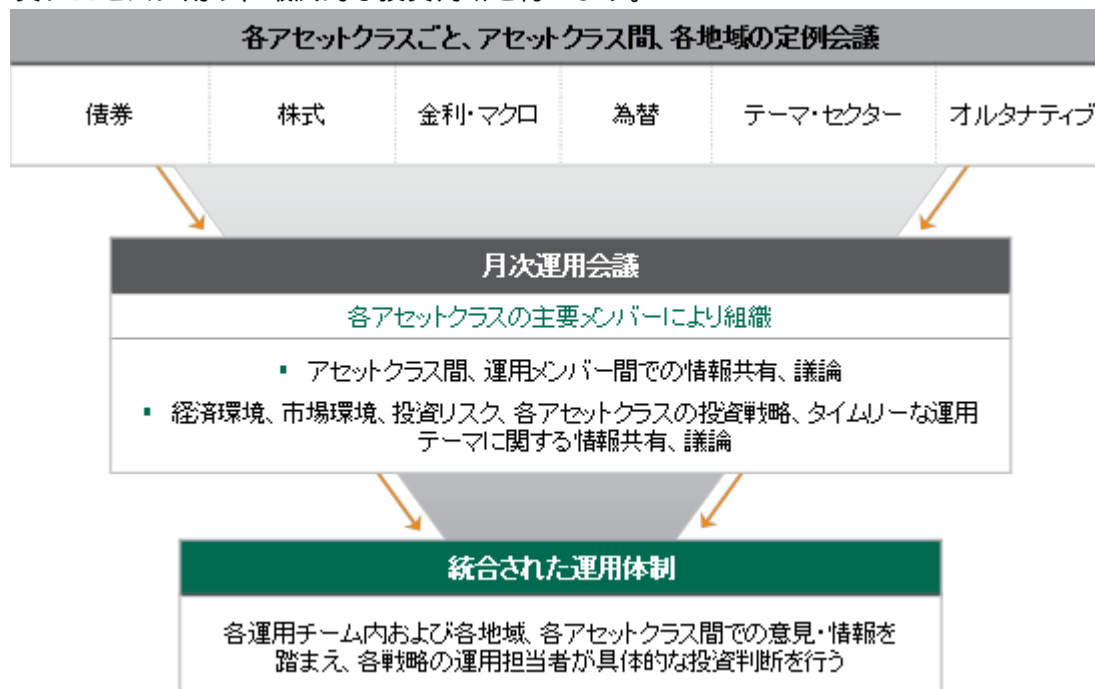 各アセットクラスごと、アセットクラス間、各地域の定例会議
債券 株式 金利・マクロ 為替 テーマ・セクター オルタナティブ
月次運用会議
各アセットクラスの主要メンバーにより組織
▪ アセットクラス間、運用メンバー間での情報共有、議論
▪ 経済環境、市場環境、投資リスク、各アセットクラスの投資戦略、タイムリーな運用
テーマに関する情報共有、議論
統合された運用体制
各運用チーム内および各地域、各アセットクラス間での意見・情報を
踏まえ、各戦略の運用担当者が具体的な投資判断を行う